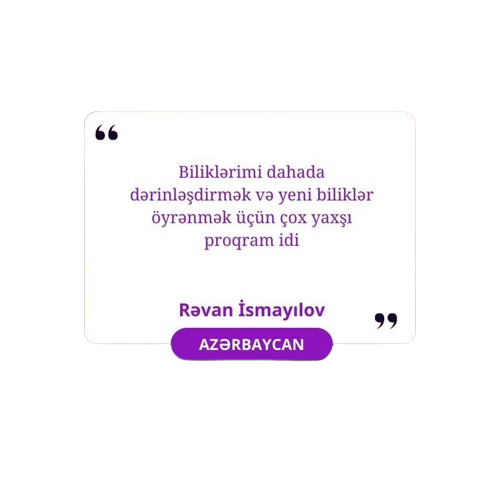 ❝
Biliklərimi dahada
dərinləşdirmək və yeni biliklər
öyrənmək üçün çox yaxşı
proqram idi
Rəvan İsmayılov
❞
AZƏRBAYCAN